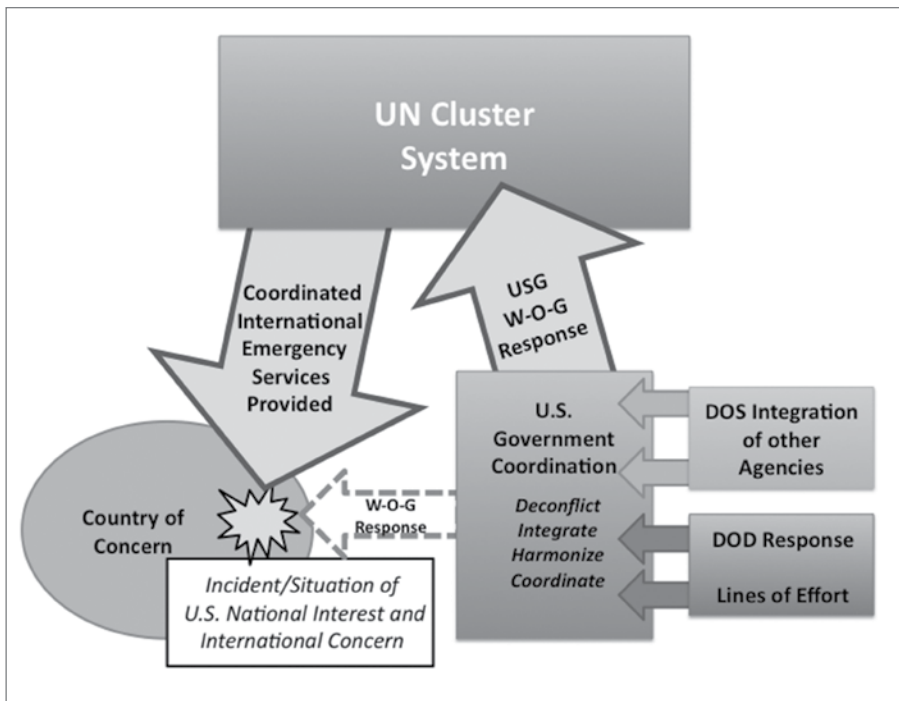 UN Cluster
System
Coordinated
International
Emergency
Services
Provided
USG
W-O-G
Response
U.S.
Government
Coordination
Deconflict
Integrate
Harmonize
Coordinate
DOS Integration
of other
Agencies
DOD Response
Lines of Effort
W-O-G
Response
Country of
Concern
Incident/Situation of
U.S. National Interest and
International Concern